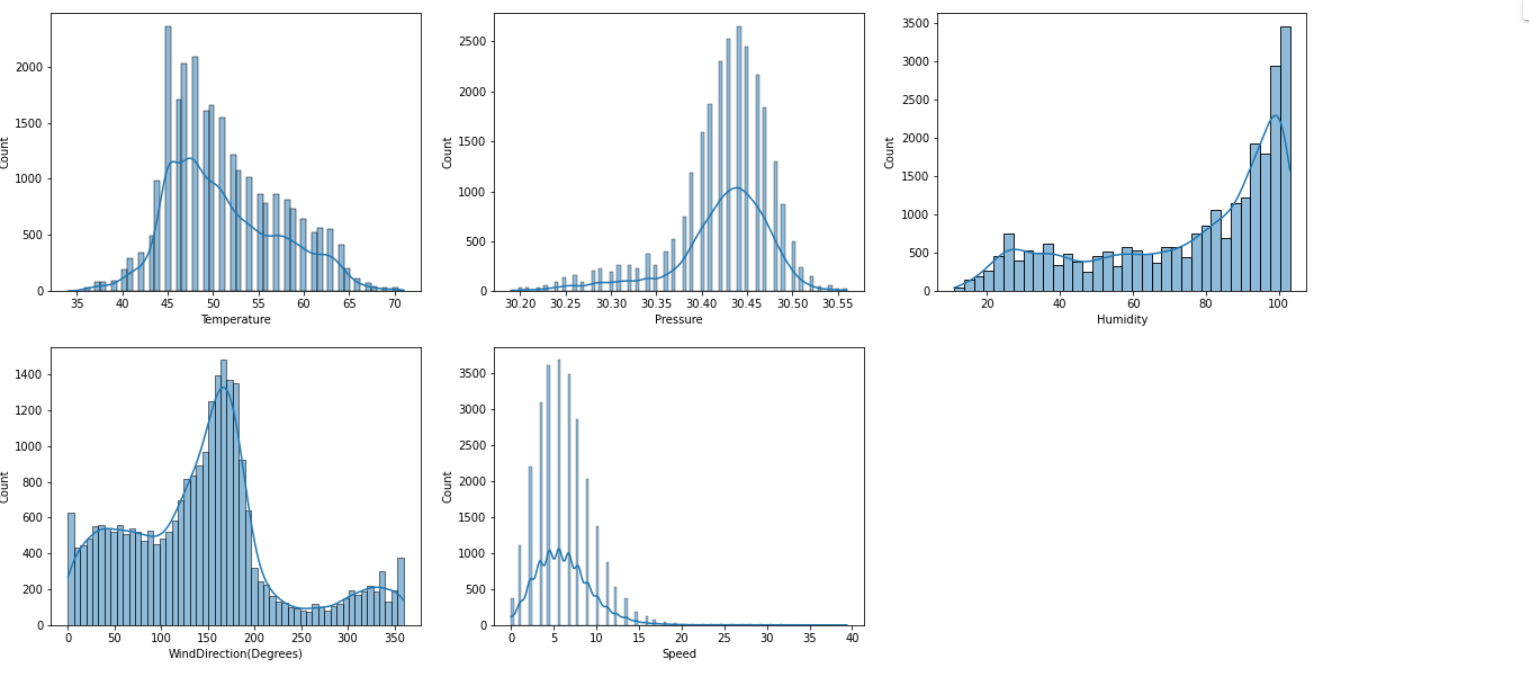 Count
2000
1500
1000
500
0
35 40 45 50 55 60 65 70
Temperature
Count
2500
2000
1500
1000
500
0
30.20 30.25 30.30 30.35 30.40 30.45 30.50 30.55
Pressure
Count
3500
3000
2500
2000
1500
1000
500
0
20 40 60 80 100
Humidity
Count
1400
1200
1000
800
600
400
200
0
0 50 100 150 200 250 300 350
WindDirection(Degrees)
Count
3500
3000
2500
2000
1500
1000
500
0
0 5 10 15 20 25 30 35 40
Speed